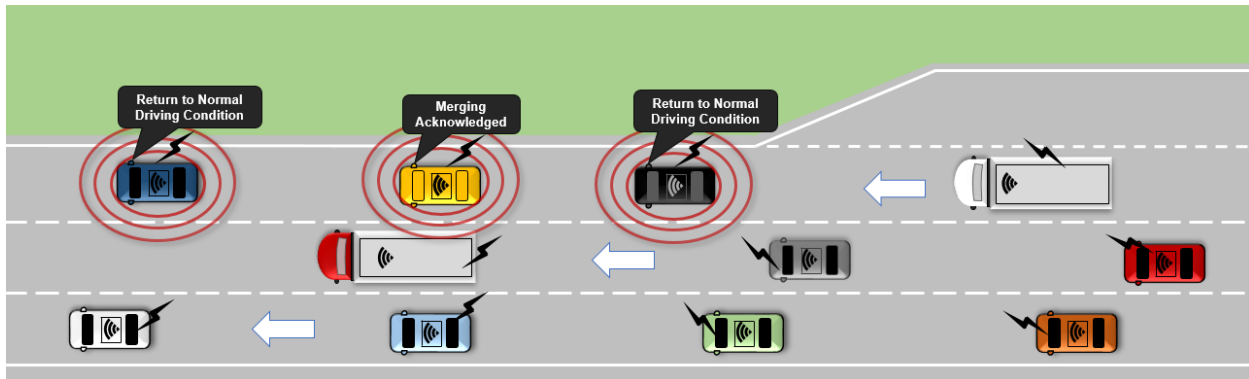 Return to Normal
Driving Condition
Merging
Acknowledged
Return to Normal
Driving Condition